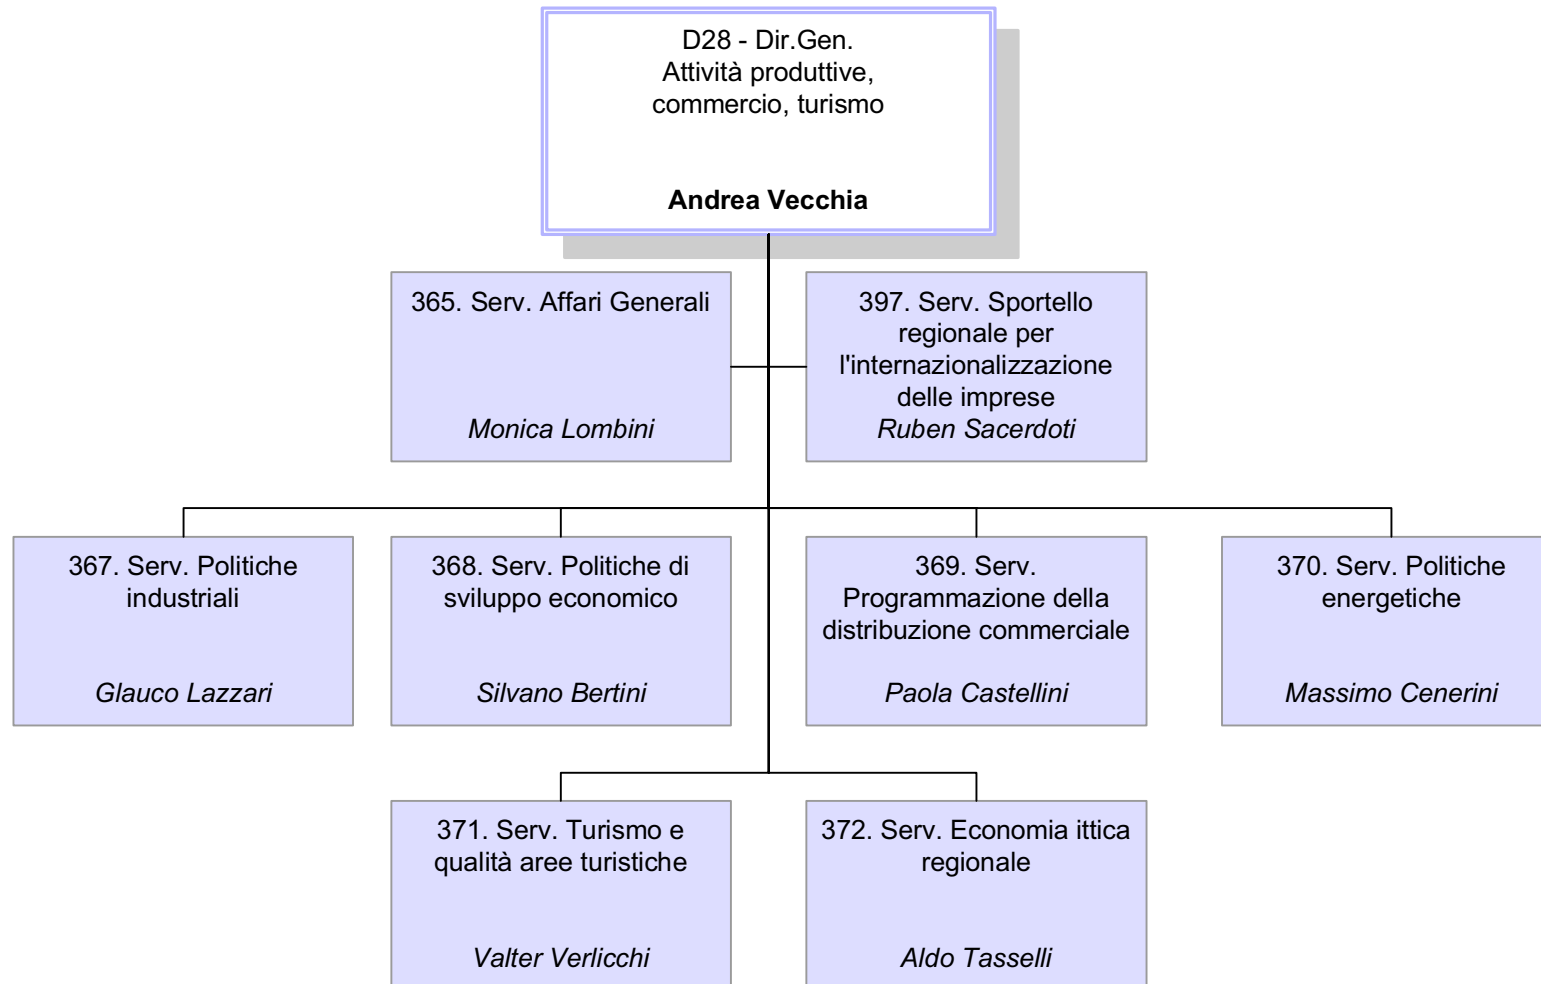 D28 - Dir.Gen.
Attività produttive,
commercio, turismo
Andrea Vecchia
365. Serv. Affari Generali
Monica Lombini
397. Serv. Sportello
regionale per
l'internazionalizzazione
delle imprese
Ruben Sacerdoti
367. Serv. Politiche
industriali
Glauco Lazzari
368. Serv. Politiche di
sviluppo economico
Silvano Bertini
369. Serv.
Programmazione della
distribuzione commerciale
Paola Castellini
370. Serv. Politiche
energetiche
Massimo Cenerini
371. Serv. Turismo e
qualità aree turistiche
Valter Verlicchi
372. Serv. Economia ittica
regionale
Aldo Tasselli